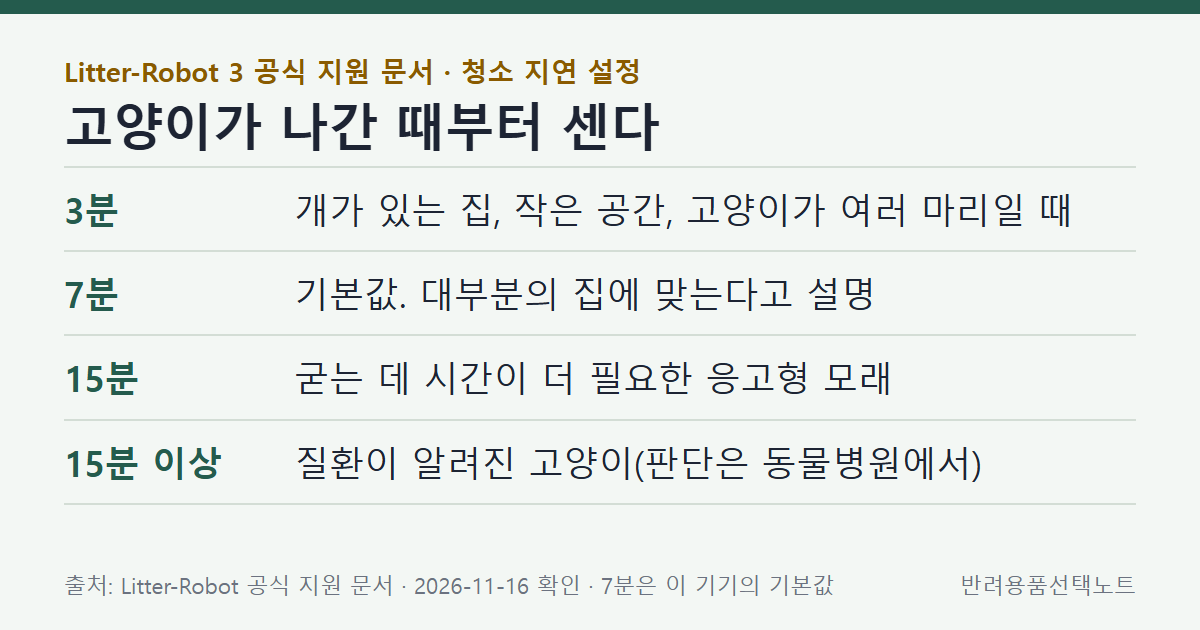 Litter-Robot 3 공식 지원 문서 · 청소 지연 설정
고양이가 나간 때부터 센다
3분 개가 있는 집, 작은 공간, 고양이가 여러 마리일 때
7분 기본값. 대부분의 집에 맞는다고 설명
15분 굳는 데 시간이 더 필요한 응고형 모래
15분 이상 질환이 알려진 고양이(판단은 동물병원에서)
출처: Litter-Robot 공식 지원 문서 · 2026-11-16 확인 · 7분은 이 기기의 기본값 반려용품선택노트